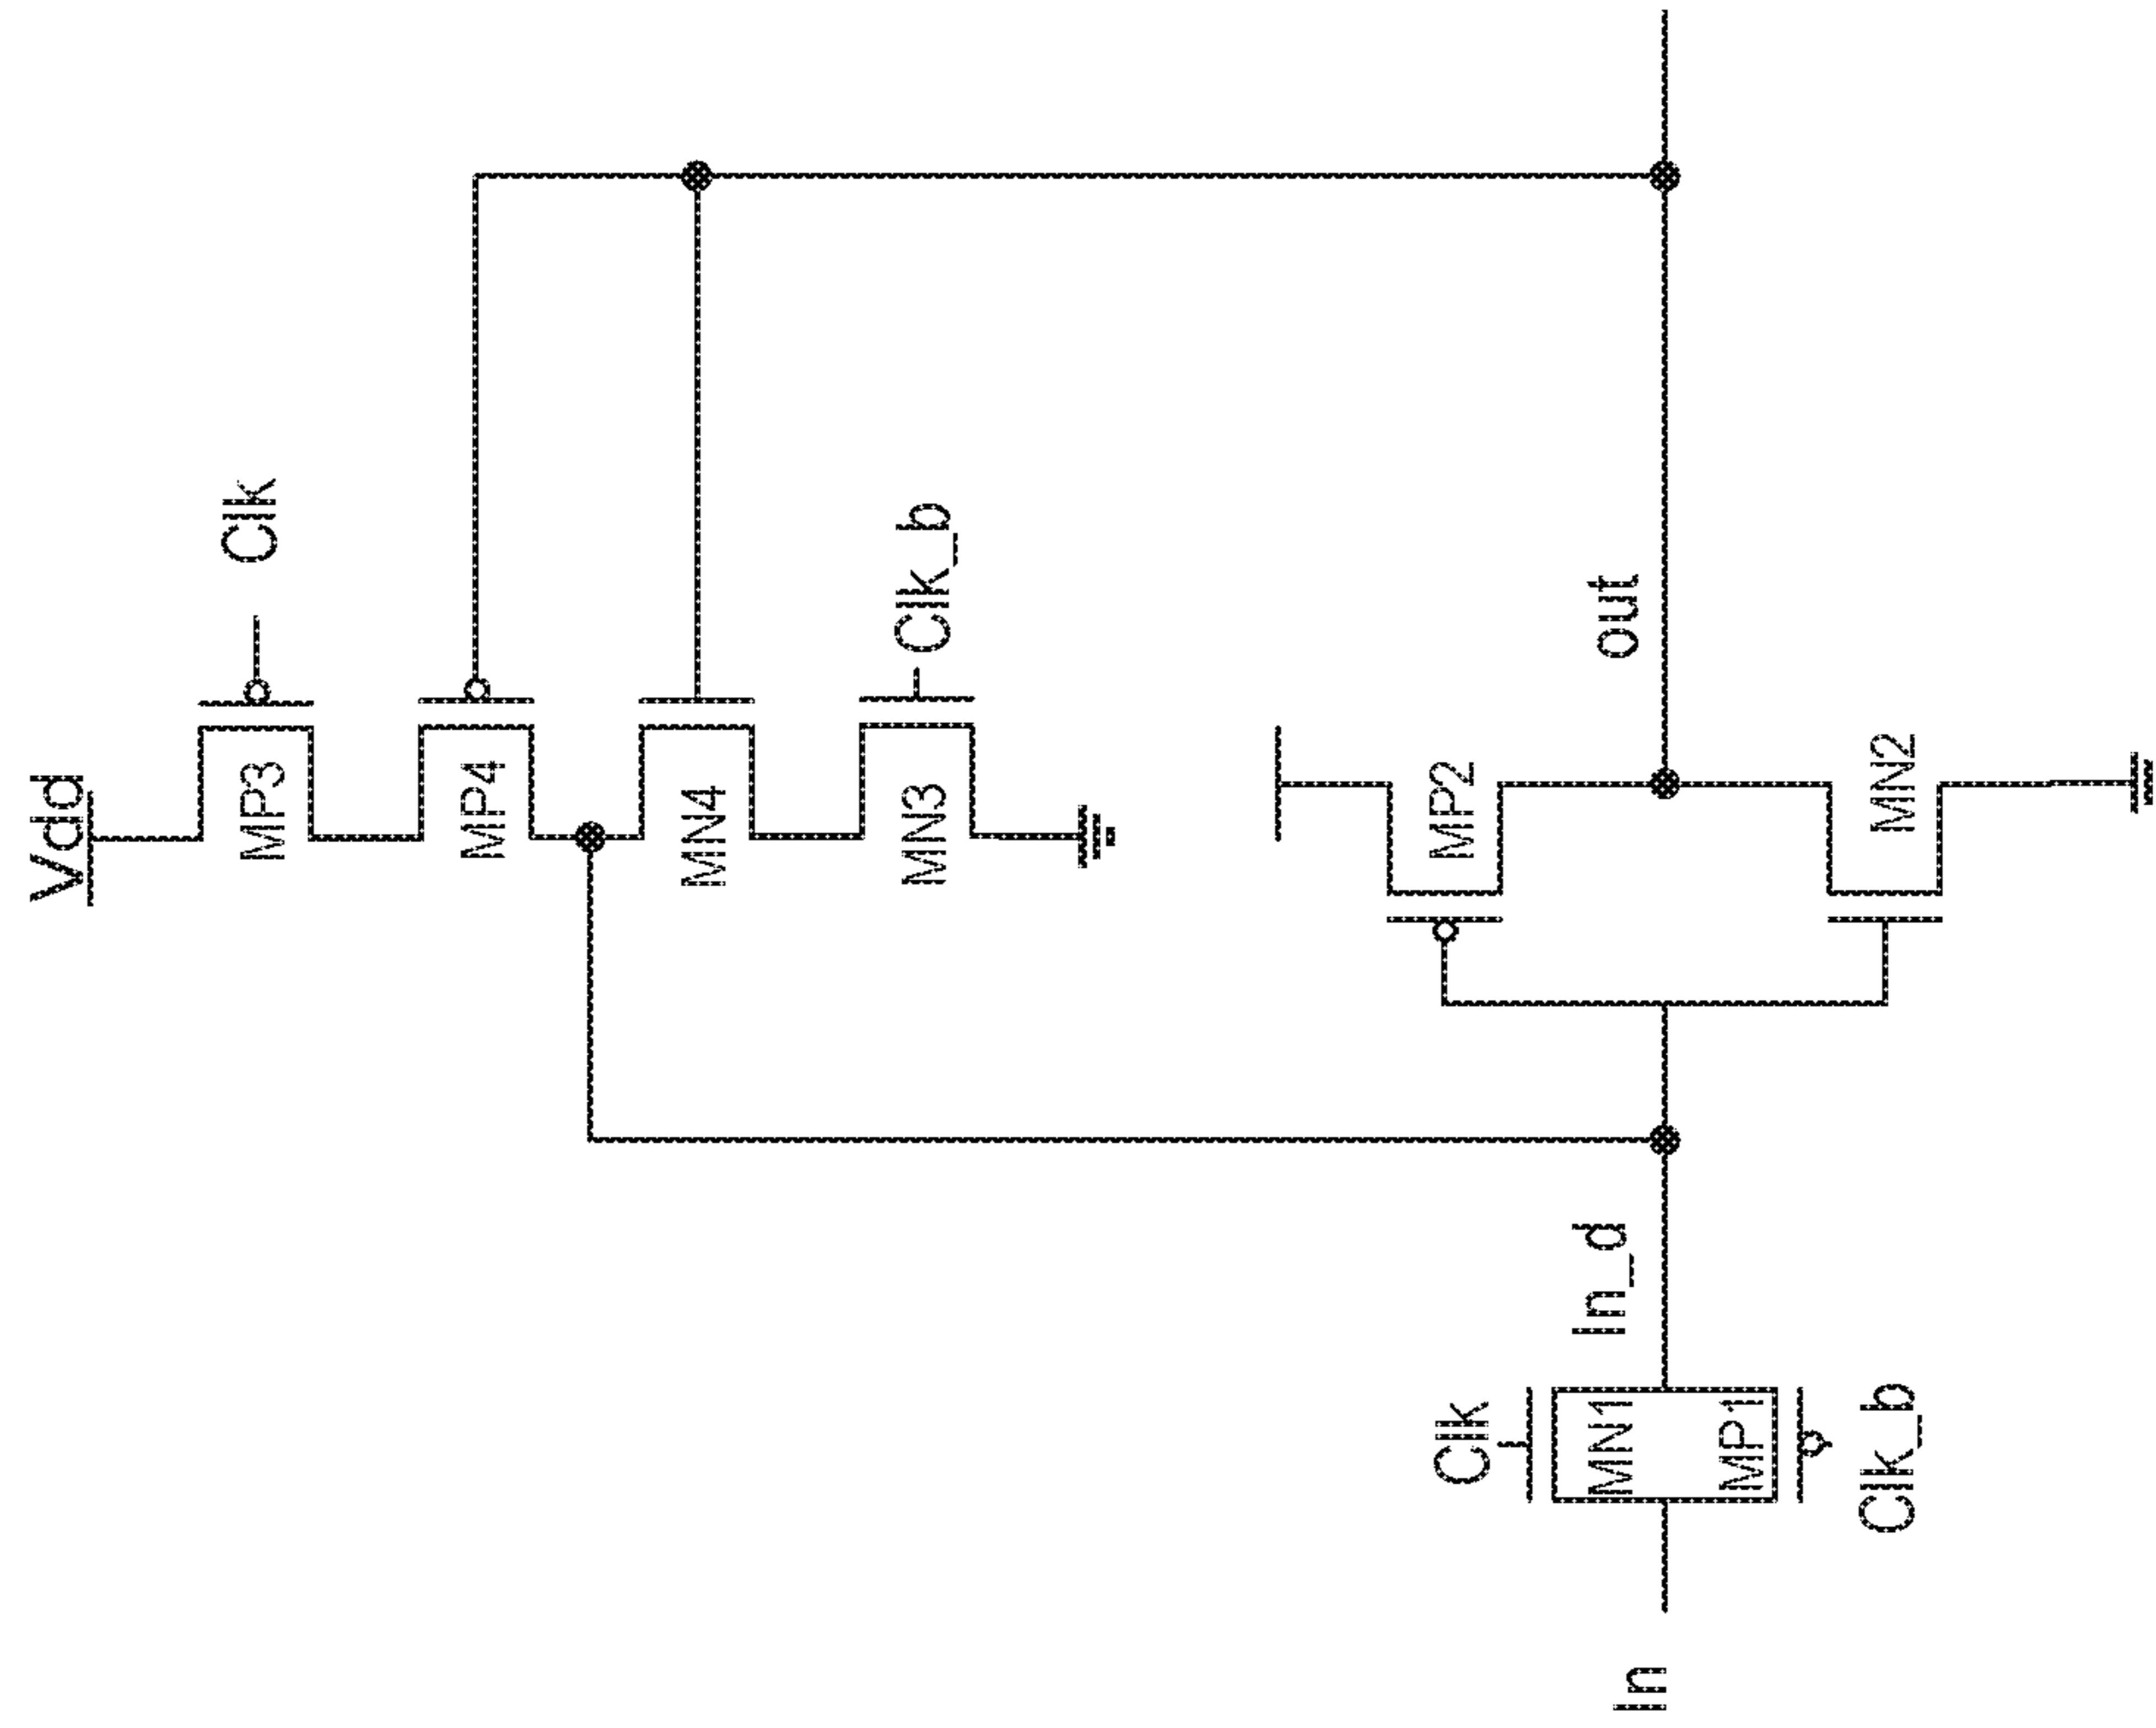 Vdd
Clk
MP3
MP4
MN4
MN3
Clk_b
out
MP2
MN2
In_d
Clk
MN1
MP1
Clk_b
In